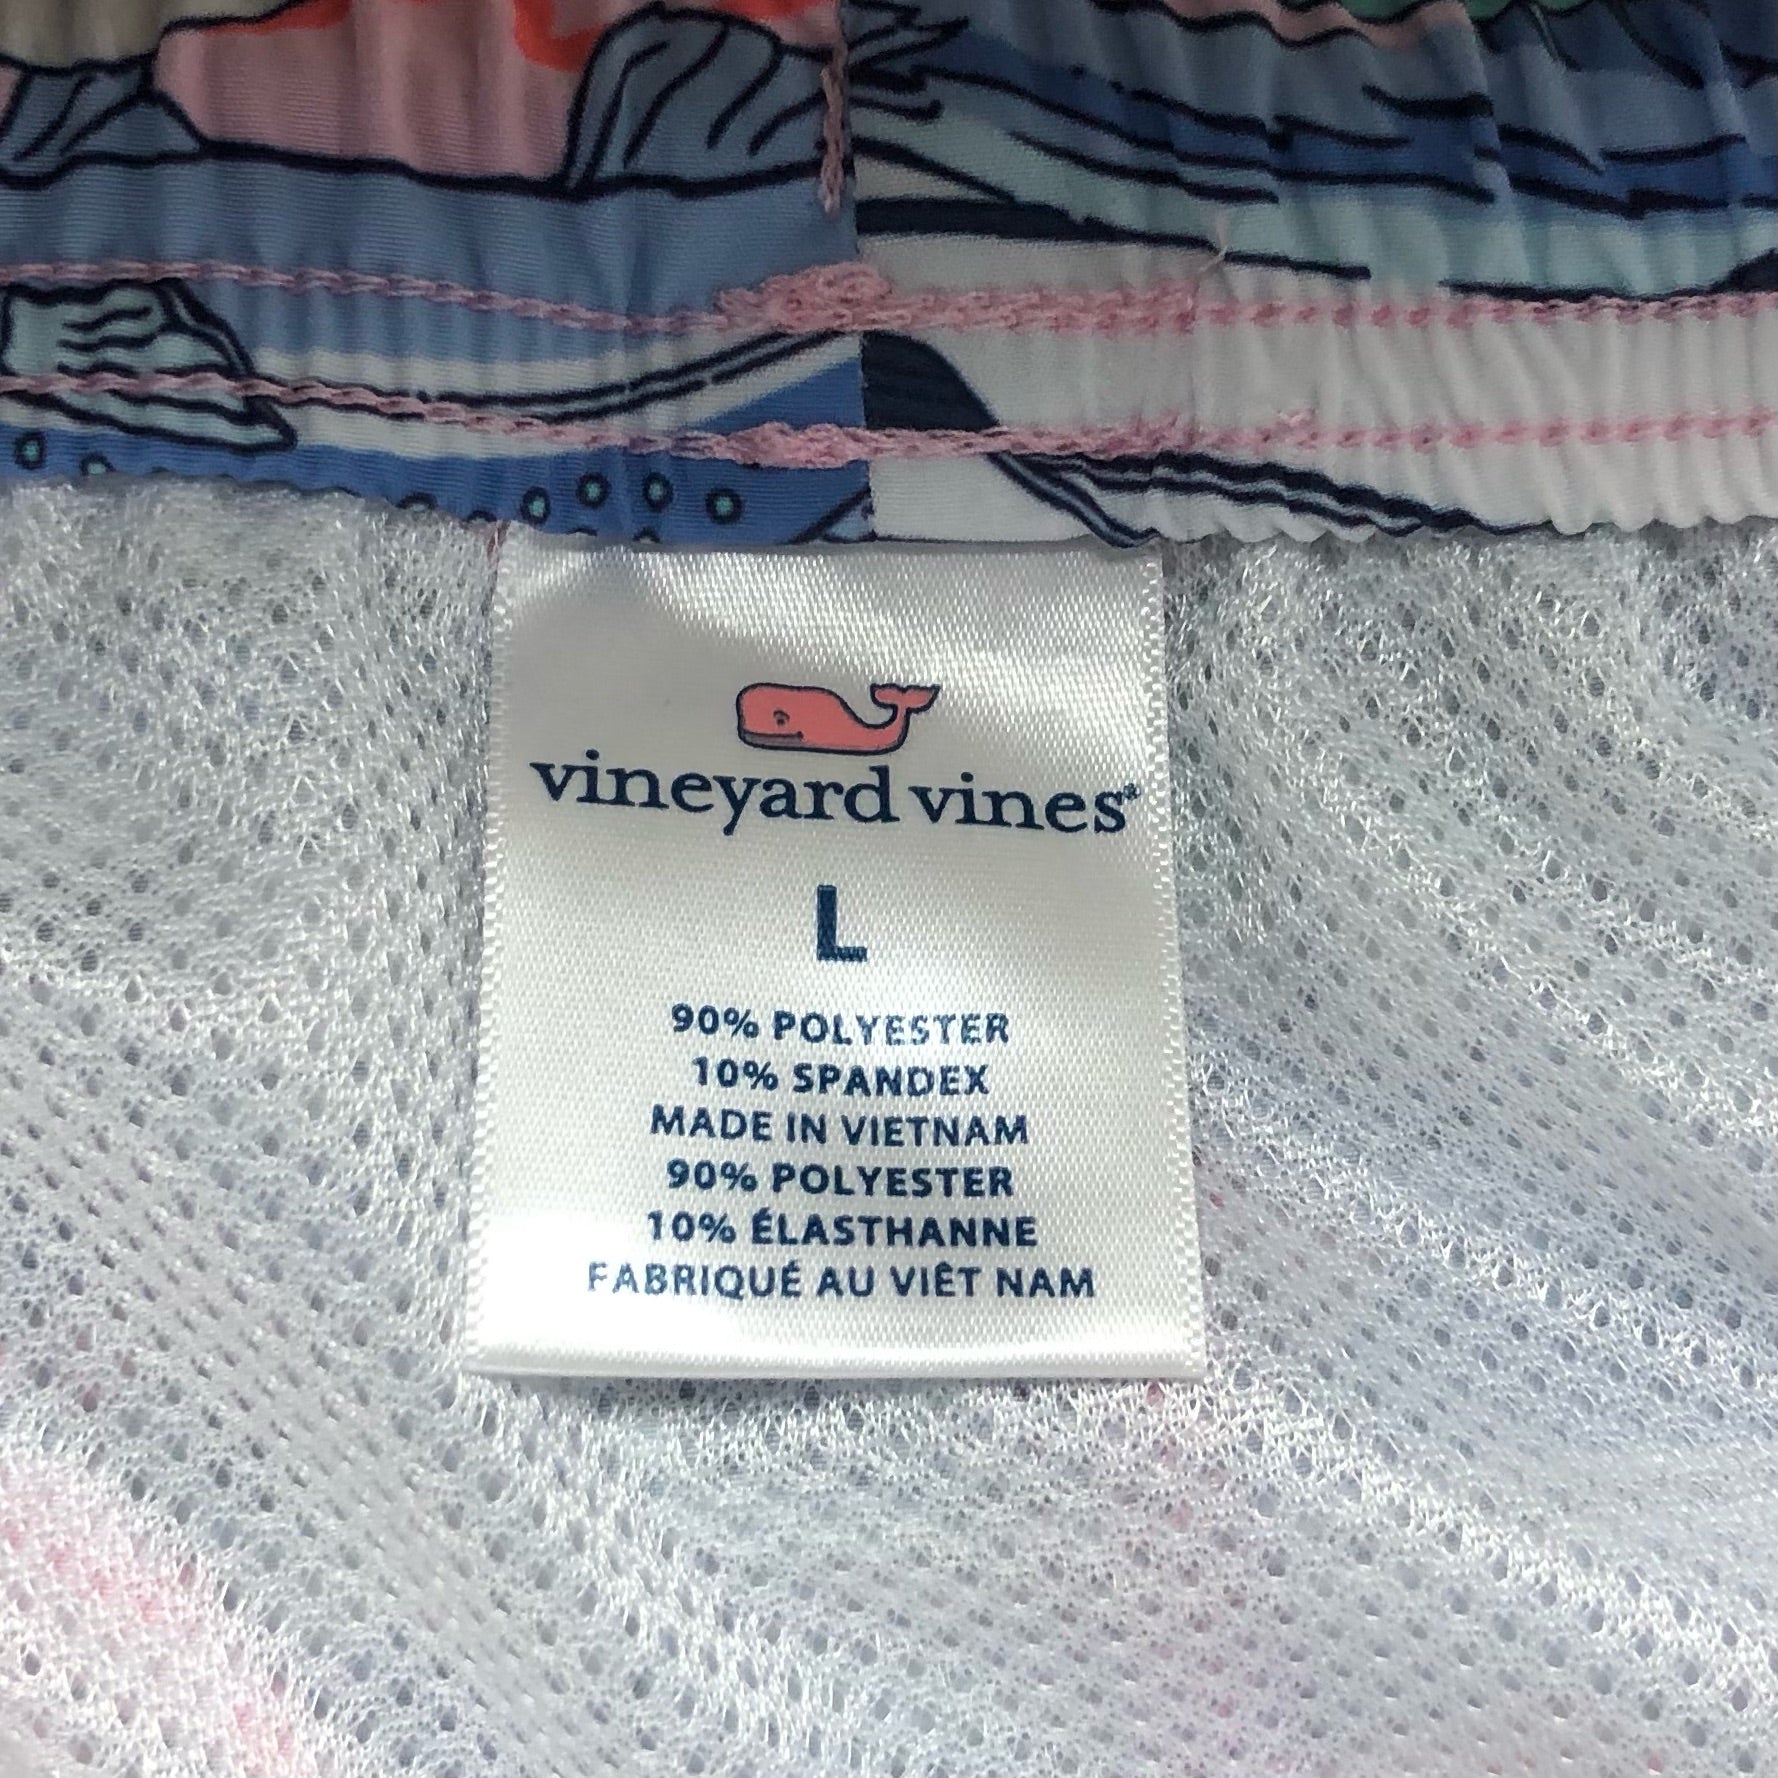 vineyard vines®
L
90% POLYESTER
10% SPANDEX
MADE IN VIETNAM
90% POLYESTER
10% ÉLASTHANNE
FABRIQUÉ AU VIÊT NAM